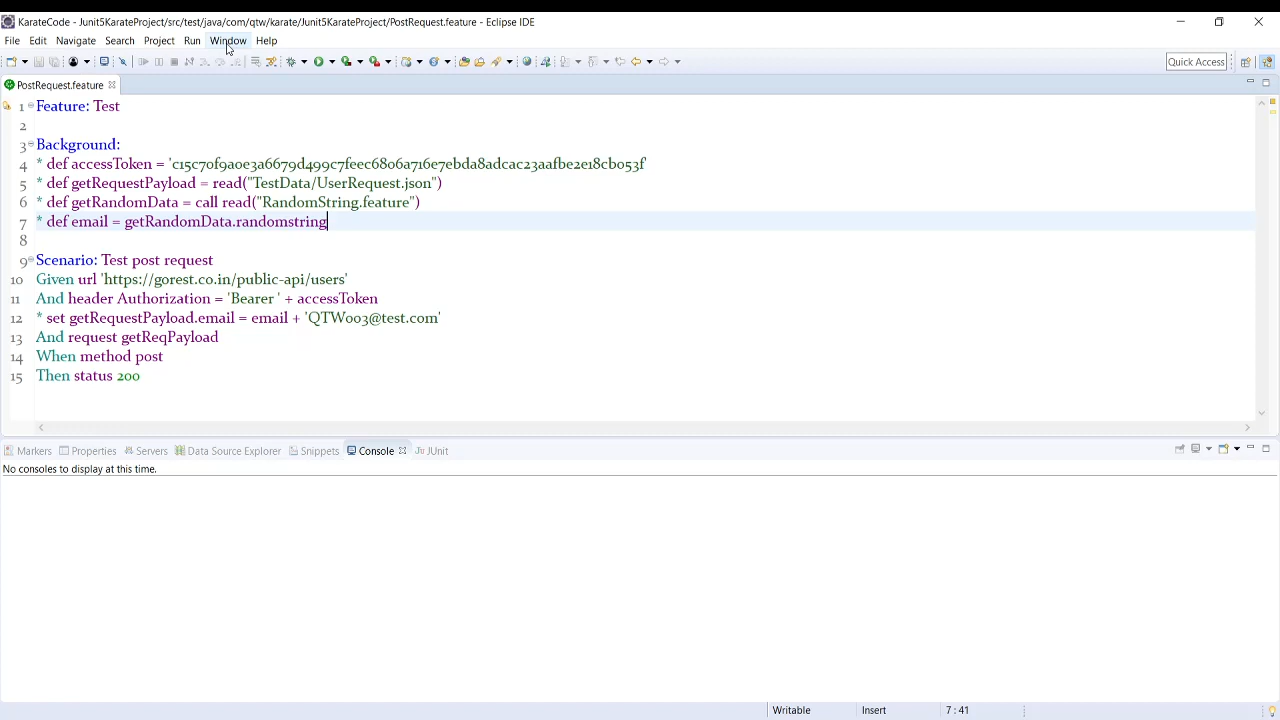 KarateCode - Junit5KarateProject/src/test/java/com/qtw/karate/Junit5KarateProject/PostRequest.feature - Eclipse IDE
File Edit Navigate Search Project Run Window Help
Quick Access
PostRequest.feature
1 Feature: Test
2
3 Background:
4 * def accessToken = 'c15c70f9a0e3a6679d499c7feec6806a716e7ebda8adcac23aafbe2e18cb053f'
5 * def getRequestPayload = read("TestData/UserRequest.json")
6 * def getRandomData = call read("RandomString.feature")
7 * def email = getRandomData.randomstring
8
9 Scenario: Test post request
10 Given url 'https://gorest.co.in/public-api/users'
11 And header Authorization = 'Bearer ' + accessToken
12 * set getRequestPayload.email = email + 'QTW003@test.com'
13 And request getReqPayload
14 When method post
15 Then status 200
Markers Properties Servers Data Source Explorer Snippets Console JUnit
No consoles to display at this time.
Writable Insert 7 : 41